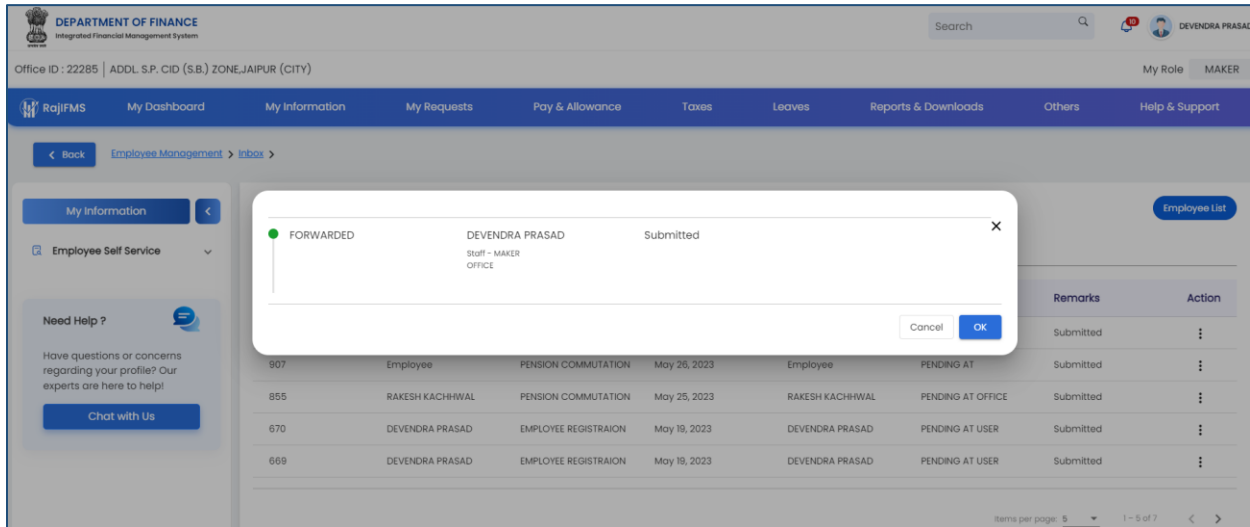 DEPARTMENT OF FINANCE
Integrated Financial Management System
Search
10
DEVENDRA PRASAD
Office ID : 22285 | ADDL. S.P. CID (S.B.) ZONE,JAIPUR (CITY)
My Role MAKER
RajIFMS My Dashboard My Information My Requests Pay & Allowance Taxes Leaves Reports & Downloads Others Help & Support
Back Employee Management > Inbox >
My Information
Employee List
Employee Self Service
FORWARDED DEVENDRA PRASAD Submitted
Staff - MAKER
OFFICE
Cancel OK
Remarks Action
Submitted
907 Employee PENSION COMMUTATION May 26, 2023 Employee PENDING AT Submitted
855 RAKESH KACHHWAL PENSION COMMUTATION May 25, 2023 RAKESH KACHHWAL PENDING AT OFFICE Submitted
670 DEVENDRA PRASAD EMPLOYEE REGISTRAION May 19, 2023 DEVENDRA PRASAD PENDING AT USER Submitted
669 DEVENDRA PRASAD EMPLOYEE REGISTRAION May 19, 2023 DEVENDRA PRASAD PENDING AT USER Submitted
Need Help ?
Have questions or concerns
regarding your profile? Our
experts are here to help!
Chat with Us
Items per page: 5 1 - 5 of 7